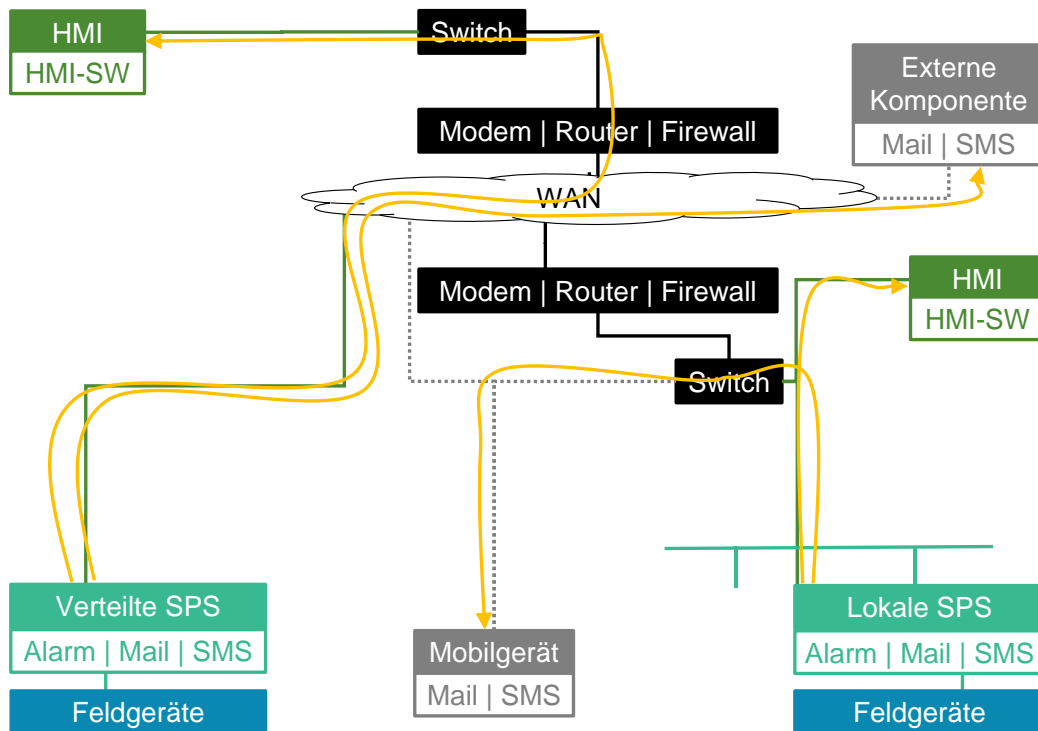 HMI
HMI-SW
Switch
Externe
Komponente
Mail | SMS
Modem | Router | Firewall
WAN
Modem | Router | Firewall
HMI
HMI-SW
Switch
Verteilte SPS
Alarm | Mail | SMS
Feldgeräte
Mobilgerät
Mail | SMS
Lokale SPS
Alarm | Mail | SMS
Feldgeräte